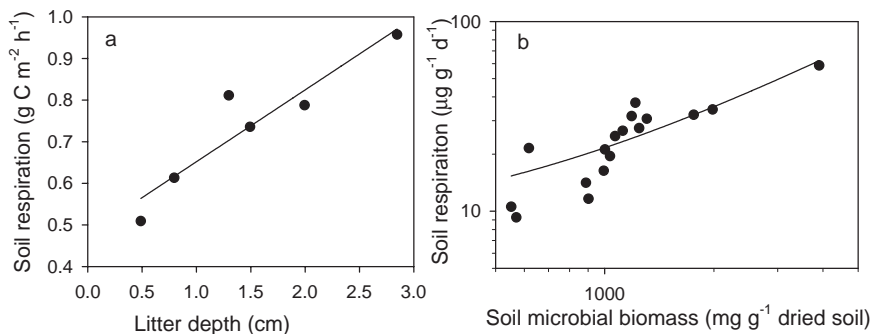 a
Soil respiration (g C m⁻² h⁻¹)
1.0
0.9
0.8
0.7
0.6
0.5
0.4
0.0 0.5 1.0 1.5 2.0 2.5 3.0
Litter depth (cm)
b
Soil respiraiton (μg g⁻¹ d⁻¹)
100
10
1000
Soil microbial biomass (mg g⁻¹ dried soil)